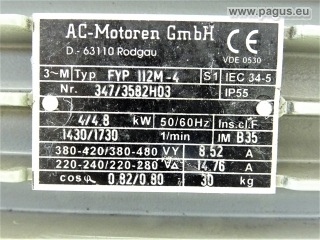 © www.pagus.eu
AC-Motoren GmbH
D - 63110 Rodgau
CE
VDE 0530
3~M Typ FYP 112M-4 S1 IEC 34-5
Nr. 347/3582H03 IP55
4/4.8 kW 50/60Hz Ins.cl.F
1430/1730 1/min IM B35
380-420/380-480 VY 8.52 A
220-240/220-280 V△ 14.76 A
cosφ 0.82/0.80 30 kg